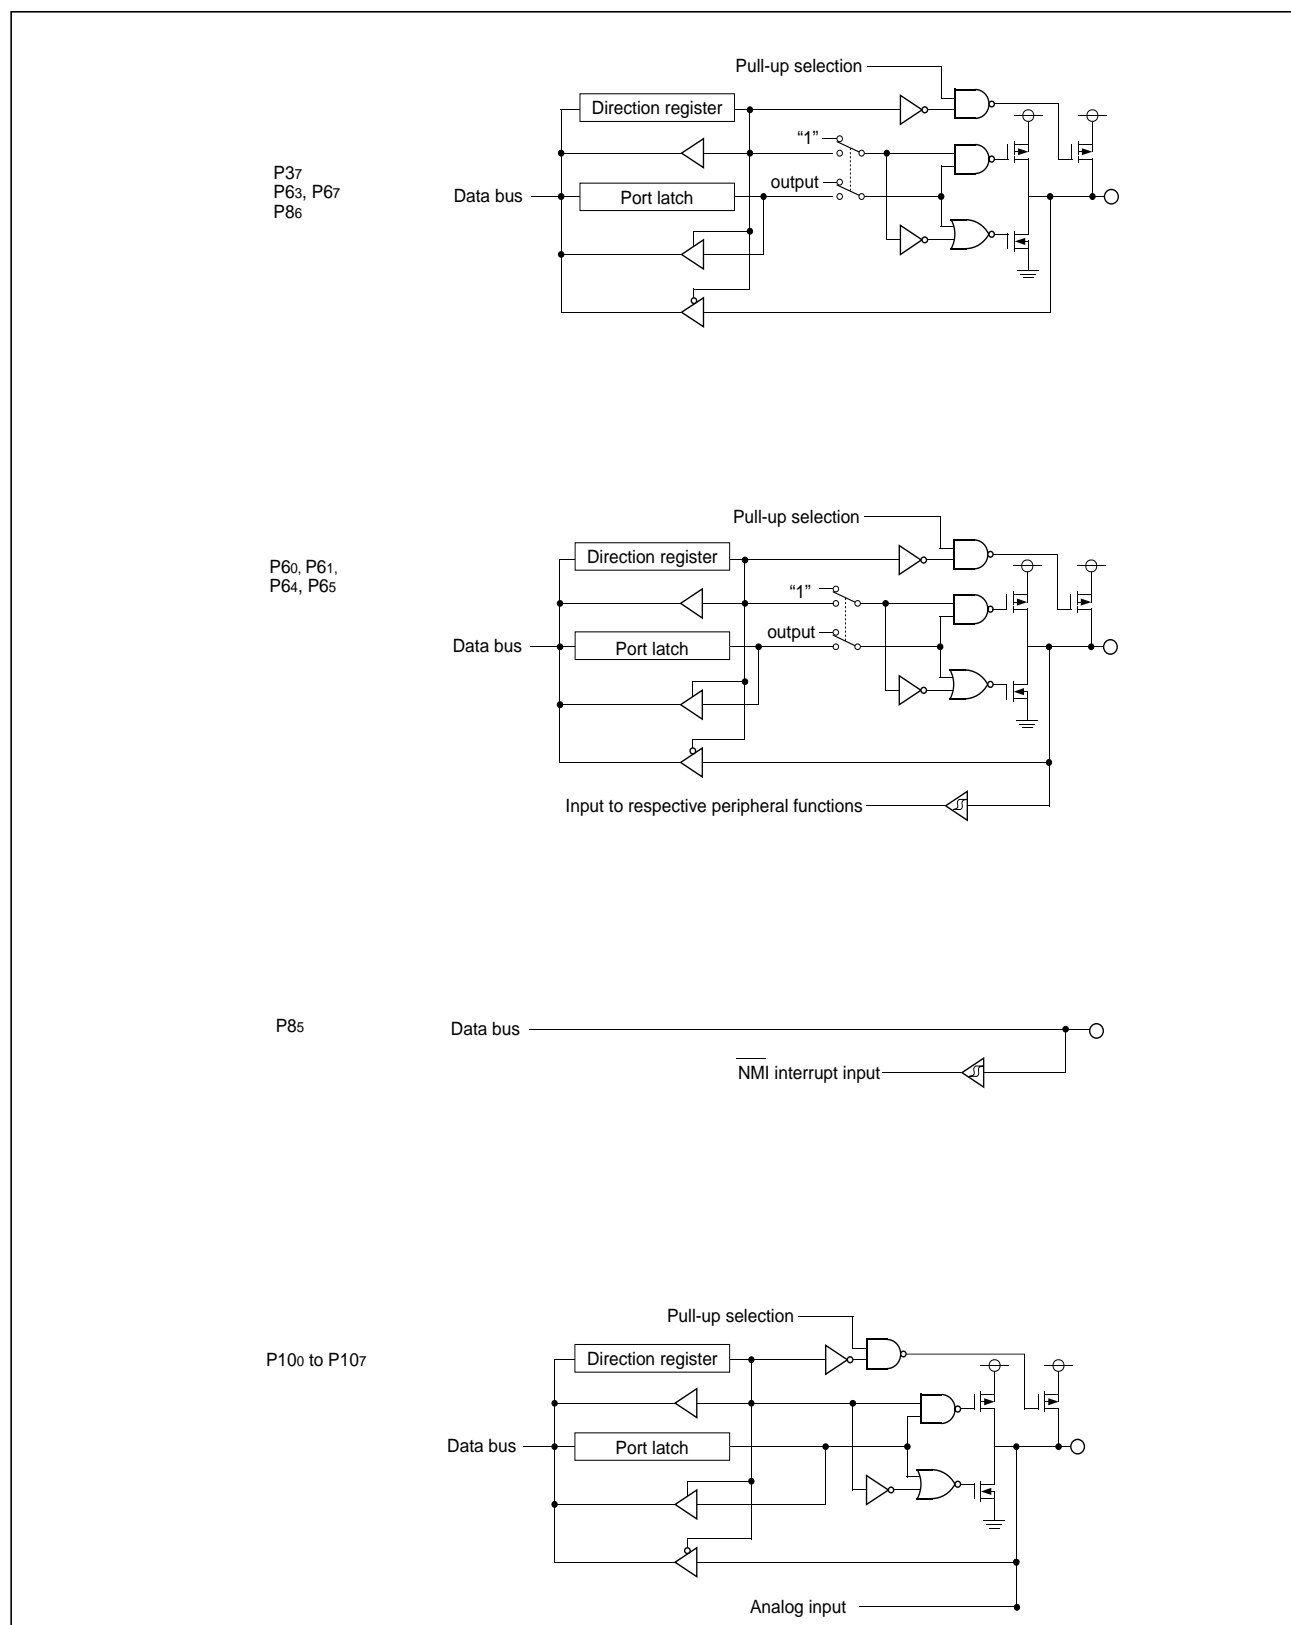 Pull-up selection
Direction register
“1”
P37
P63, P67
P86
output
Data bus
Port latch
Pull-up selection
Direction register
P60, P61,
P64, P65
“1”
output
Data bus
Port latch
Input to respective peripheral functions
P85
Data bus
NMI interrupt input
Pull-up selection
P100 to P107
Direction register
Data bus
Port latch
Analog input